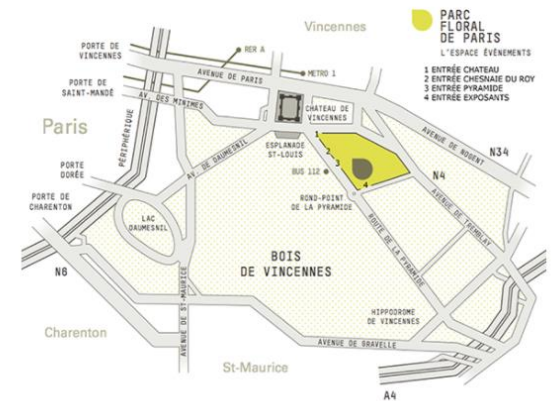 Vincennes
PARC
FLORAL
DE PARIS
L'ESPACE ÉVÉNEMENTS
1 ENTRÉE CHATEAU
2 ENTRÉE CHESNAIE DU ROY
3 ENTRÉE PYRAMIDE
4 ENTRÉE EXPOSANTS
PORTE DE
VINCENNES
RER A
METRO 1
AVENUE DE PARIS
PORTE DE
SAINT-MANDÉ
AV. DES MINIMES
CHÂTEAU DE
VINCENNES
Paris
PÉRIPHÉRIQUE
ESPLANADE
ST-LOUIS
1
2
3
4
AVENUE DE NOGENT
N34
N4
PORTE
DORÉE
AV. DE DAUMESNIL
BUS 112
ROND-POINT
DE LA PYRAMIDE
PORTE DE
CHARENTON
LAC
DAUMESNIL
AVENUE DE TREMBLAY
ROUTE DE LA PYRAMIDE
BOIS
DE VINCENNES
N6
AVENUE DE ST-MAURICE
HIPPODROME
DE VINCENNES
Charenton
AVENUE DE GRAVELLE
St-Maurice
A4